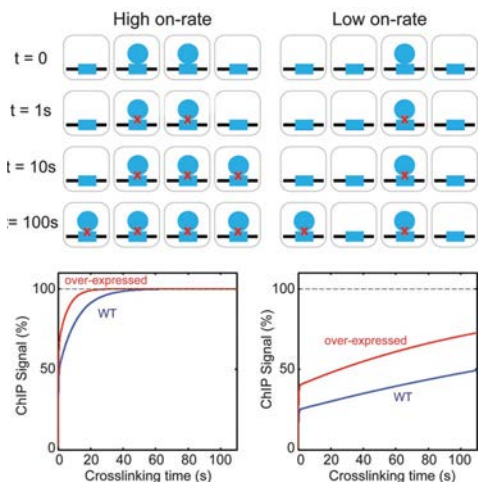 High on-rate
Low on-rate
t = 0
t = 1s
t = 10s
= 100s
x x
x
x x x
x
x x x x
x x
over-expressed
WT
100
50
0
ChIP Signal (%)
0 20 40 60 80 100
Crosslinking time (s)
over-expressed
WT
100
50
0
ChIP Signal (%)
0 20 40 60 80 100
Crosslinking time (s)